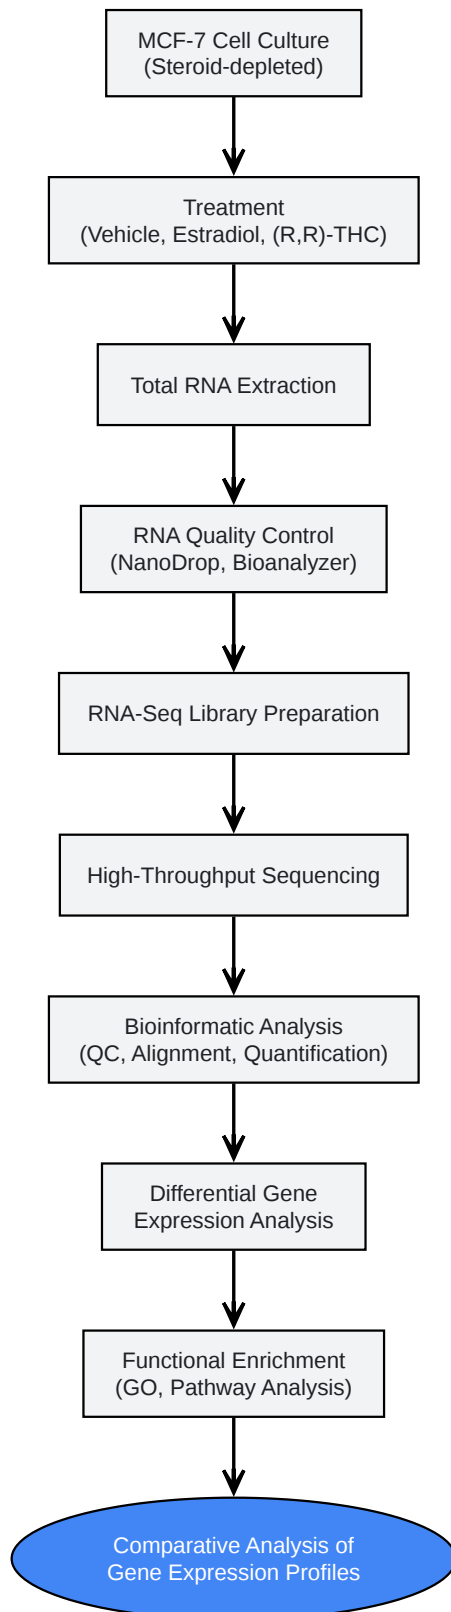 MCF-7 Cell Culture
(Steroid-depleted)
Treatment
(Vehicle, Estradiol, (R,R)-THC)
Total RNA Extraction
RNA Quality Control
(NanoDrop, Bioanalyzer)
RNA-Seq Library Preparation
High-Throughput Sequencing
Bioinformatic Analysis
(QC, Alignment, Quantification)
Differential Gene
Expression Analysis
Functional Enrichment
(GO, Pathway Analysis)
Comparative Analysis of
Gene Expression Profiles